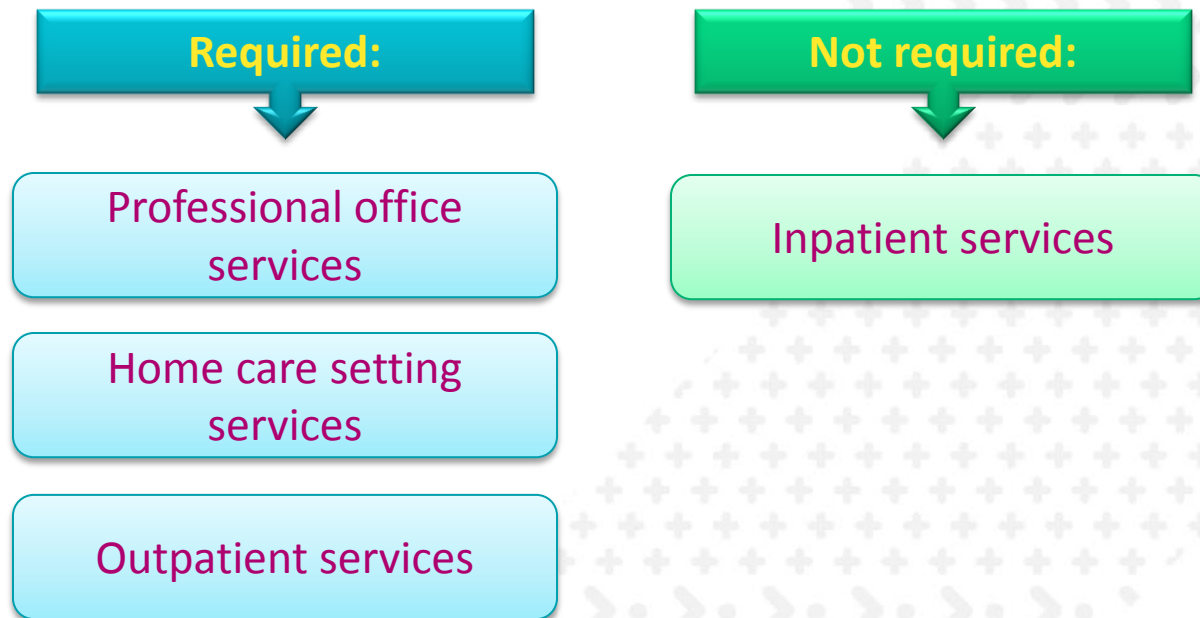 Required:
Professional office
services
Home care setting
services
Outpatient services
Not required:
Inpatient services